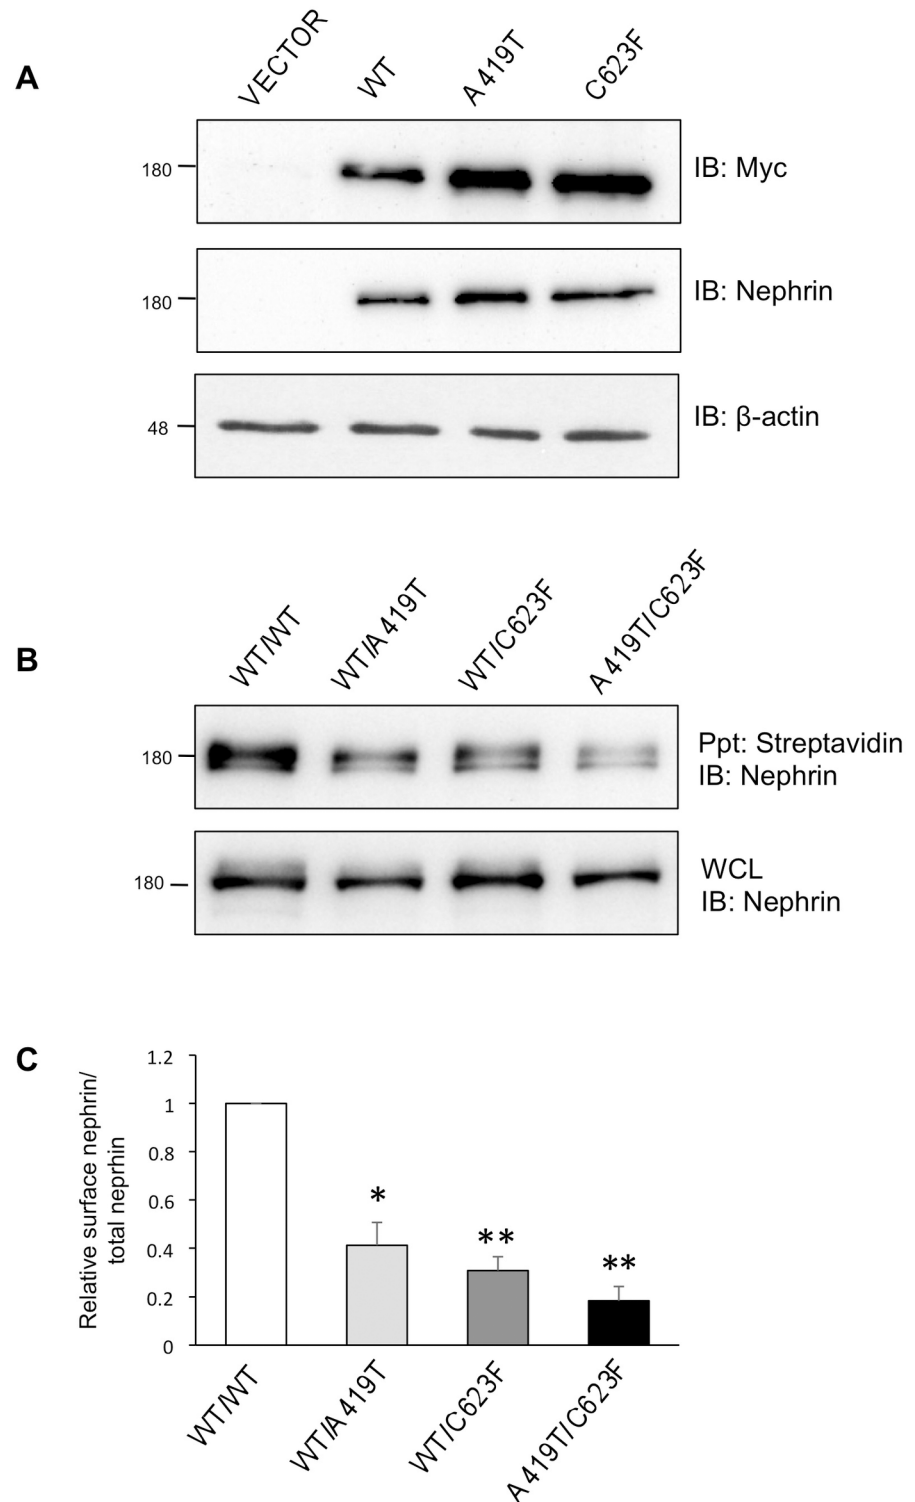 A
VECTOR
WT
A419T
C623F
180
IB: Myc
180
IB: Nephrin
48
IB: β-actin
B
WT/WT
WT/A419T
WT/C623F
A419T/C623F
180
Ppt: Streptavidin
IB: Nephrin
180
WCL
IB: Nephrin
C
Relative surface nephrin/
total neprhin
1.2
1
0.8
0.6
0.4
0.2
0
*
**
**
WT/WT
WT/A419T
WT/C623F
A419T/C623F